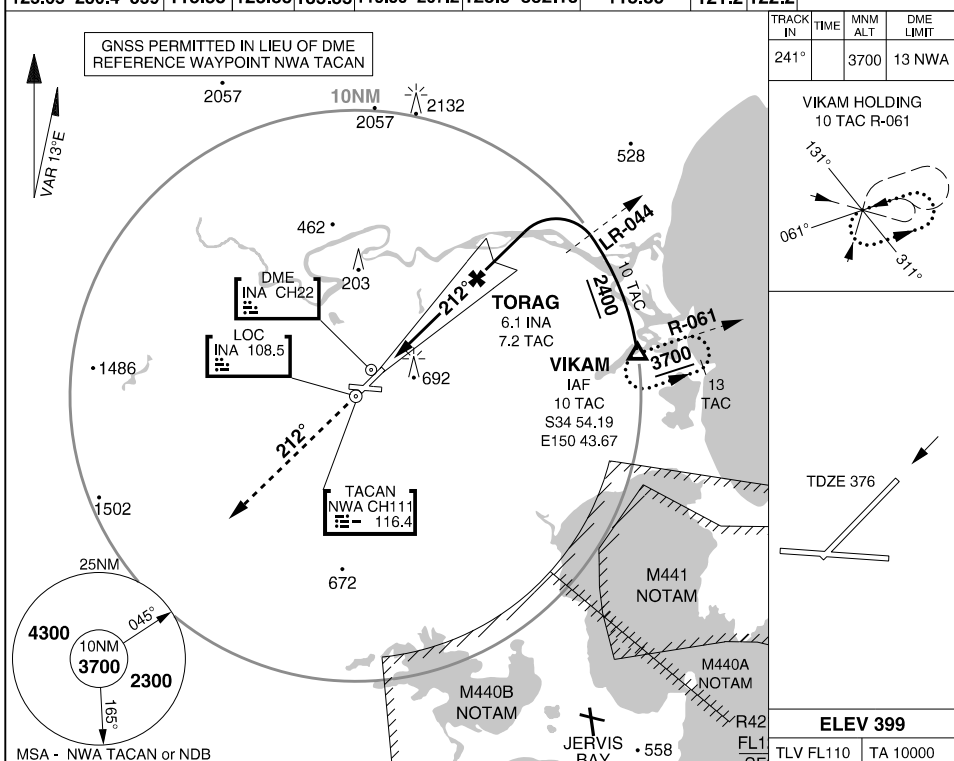 TRACK IN TIME MNM ALT DME LIMIT
241° 3700 13 NWA
GNSS PERMITTED IN LIEU OF DME
REFERENCE WAYPOINT NWA TACAN
VAR 13°E
2057
10NM
2057
2132
528
VIKAM HOLDING
10 TAC R-061
131°
061°
311°
462
203
LR-044
10 TAC
2400
212°
TORAG
6.1 INA
7.2 TAC
DME
INA CH22
LOC
INA 108.5
1486
692
R-061
3700
13
TAC
VIKAM
IAF
10 TAC
S34 54.19
E150 43.67
212°
TACAN
NWA CH111
116.4
1502
672
TDZE 376
M441
NOTAM
M440A
NOTAM
M440B
NOTAM
JERVIS
BAY
558
R42
25NM
4300
10NM
3700
2300
045°
165°
MSA - NWA TACAN or NDB
ELEV 399
TLV FL110 TA 10000